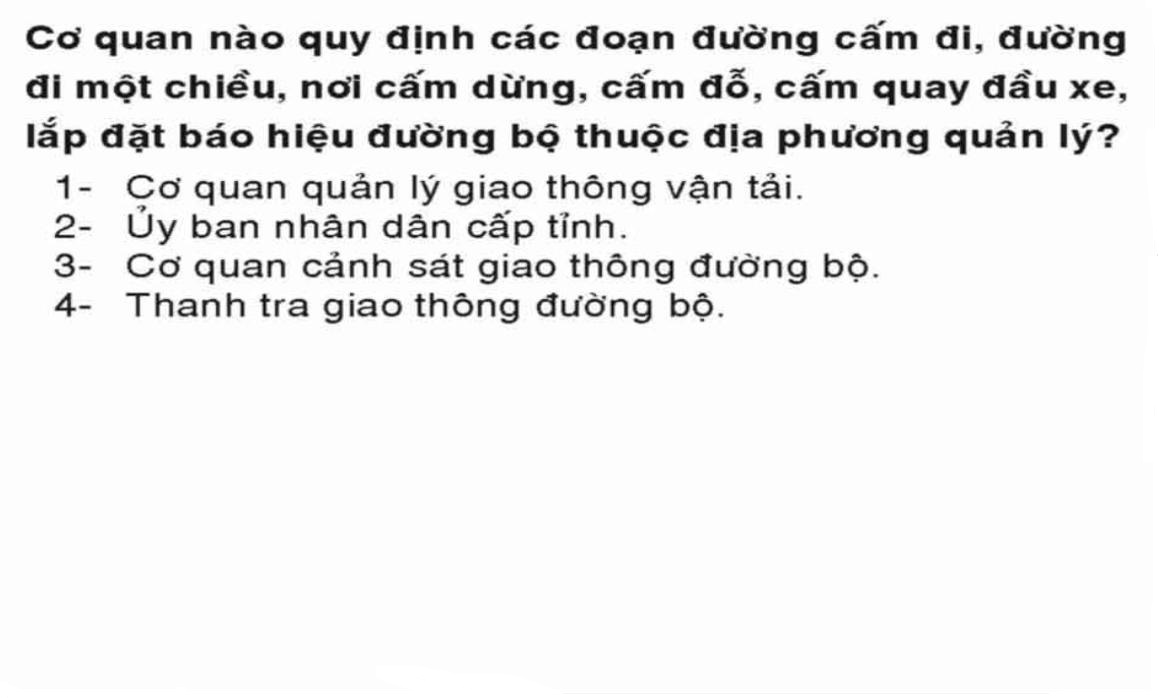 Cơ quan nào quy định các đoạn đường cấm đi, đường
đi một chiều, nơi cấm dừng, cấm đỗ, cấm quay đầu xe,
lắp đặt báo hiệu đường bộ thuộc địa phương quản lý?
1- Cơ quan quản lý giao thông vận tải.
2- Ủy ban nhân dân cấp tỉnh.
3- Cơ quan cảnh sát giao thông đường bộ.
4- Thanh tra giao thông đường bộ.